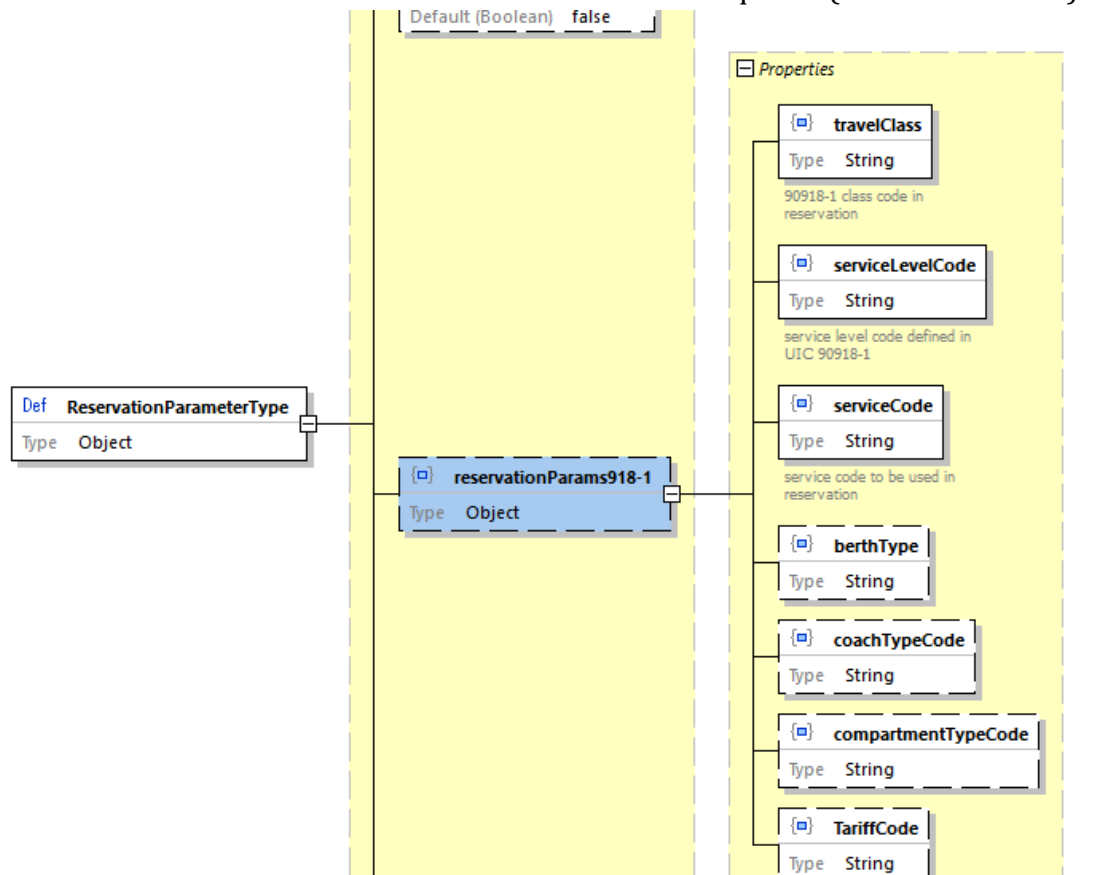 Default (Boolean) false
Properties
travelClass
Type String
90918-1 class code in
reservation
serviceLevelCode
Type String
service level code defined in
UIC 90918-1
serviceCode
Type String
service code to be used in
reservation
Def ReservationParameterType
Type Object
reservationParams918-1
Type Object
berthType
Type String
coachTypeCode
Type String
compartmentTypeCode
Type String
TariffCode
Type String